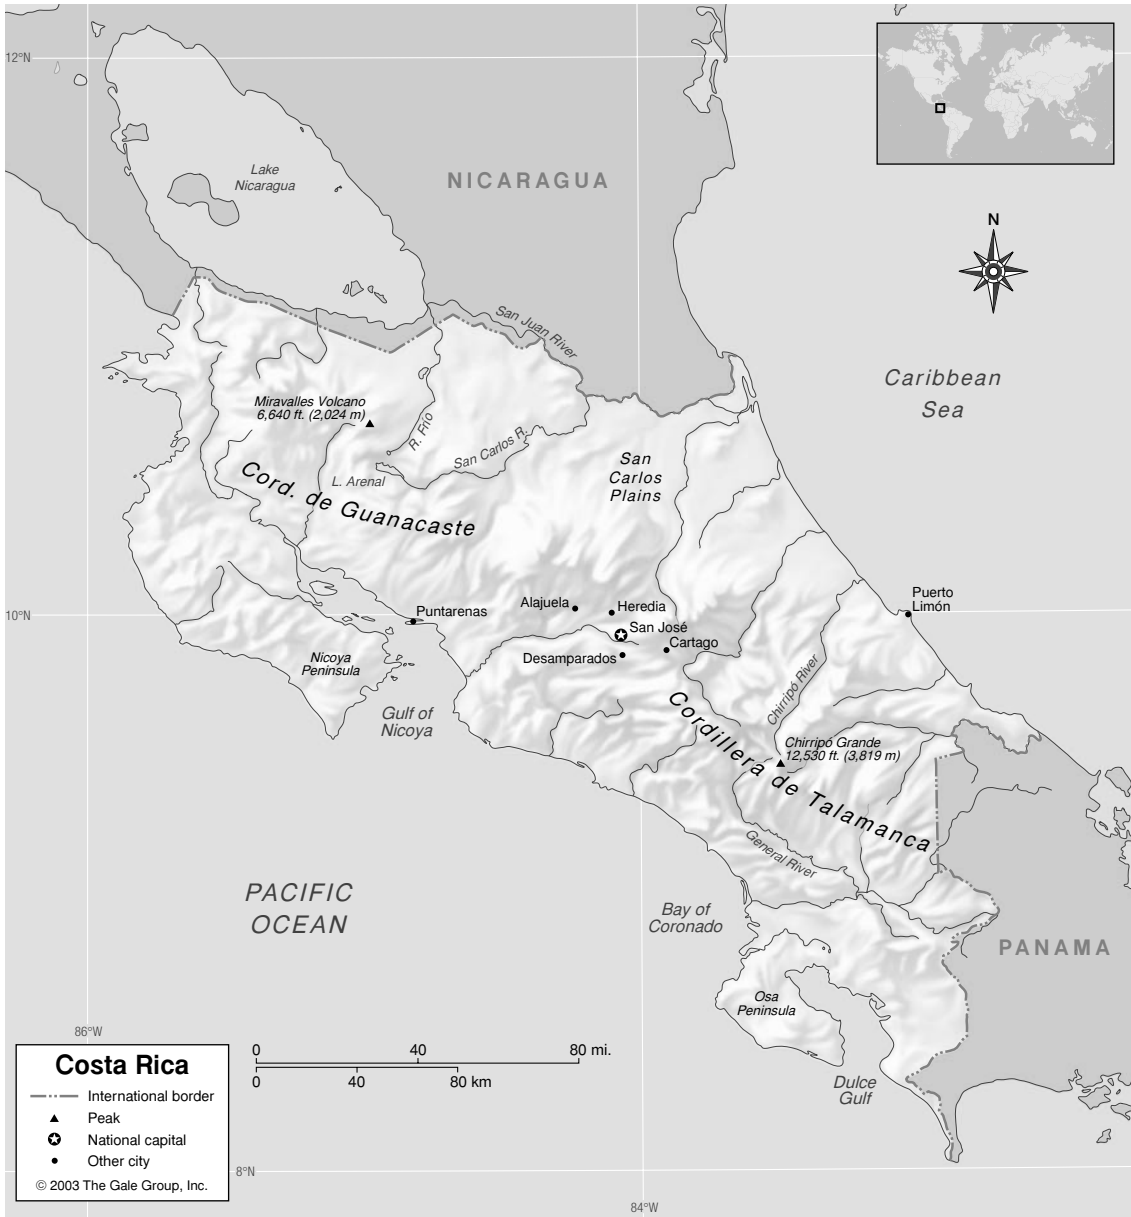 12°N
N
Lake
Nicaragua
NICARAGUA
San Juan River
Caribbean
Sea
Miravalles Volcano
6,640 ft. (2,024 m)
R. Frio
San Carlos R.
San
Carlos
Plains
L. Arenal
Cord. de Guanacaste
10°N
Puntarenas
Alajuela
Heredia
San José
Cartago
Desamparados
Puerto
Limón
Nicoya
Peninsula
Gulf of
Nicoya
Chirripó River
Cordillera de Talamanca
Chirripó Grande
12,530 ft. (3,819 m)
General River
PACIFIC
OCEAN
Bay of
Coronado
PANAMA
Osa
Peninsula
Dulce
Gulf
86°W
0 40 80 mi.
0 40 80 km
Costa Rica
International border
Peak
National capital
Other city
© 2003 The Gale Group, Inc.
8°N
84°W